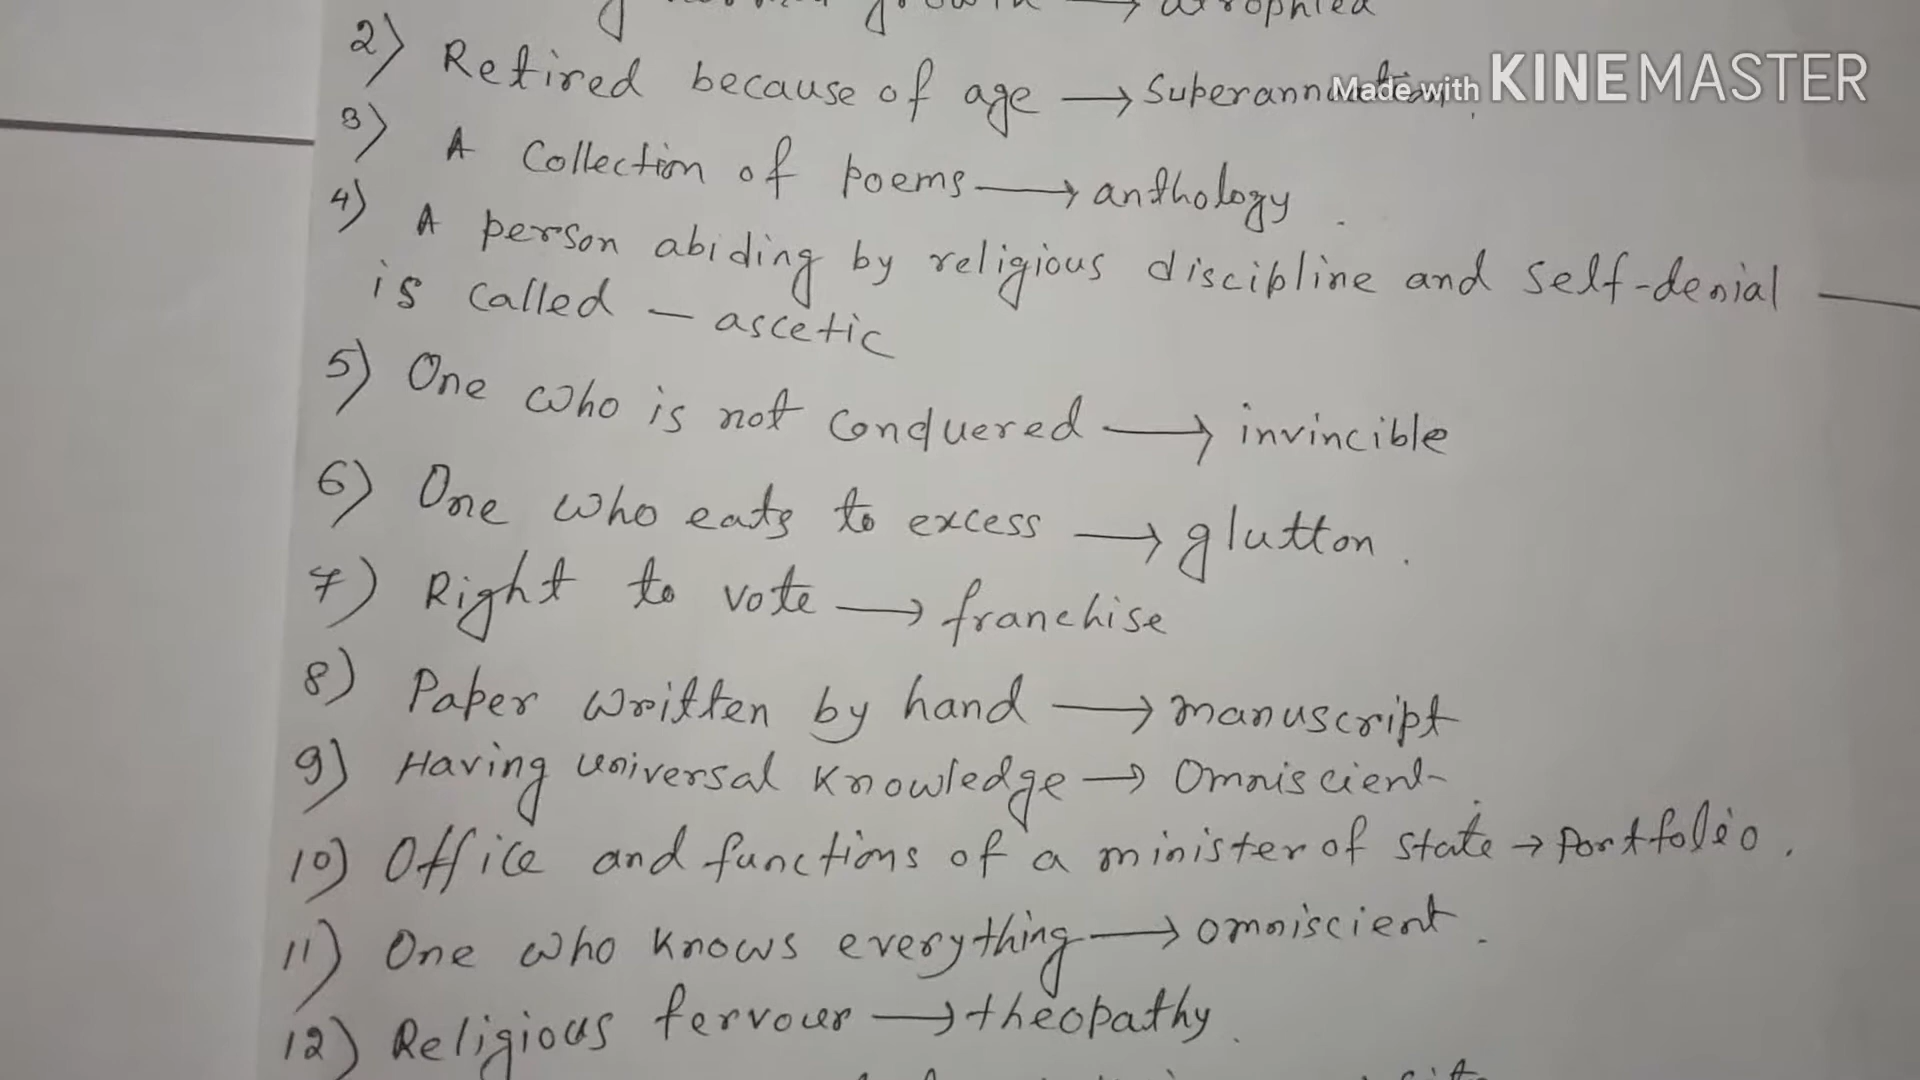 growth → atrophied
2) Retired because of age → Superannuation
Made with KINEMASTER
3) A Collection of poems → anthology
4) A person abiding by religious discipline and self-denial
is called — ascetic
5) One who is not conquered → invincible
6) One who eats to excess → glutton.
7) Right to vote → franchise
8) Paper written by hand → manuscript
9) Having universal knowledge → Omniscient
10) Office and functions of a minister of state → Portfolio.
11) One who knows everything → omniscient.
12) Religious fervour → theopathy.